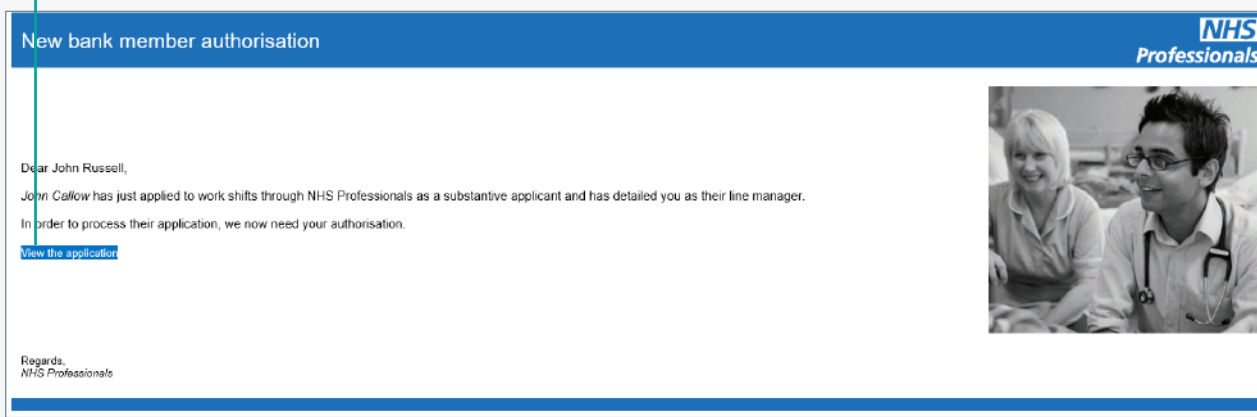 New bank member authorisation
NHS
Professionals
Dear John Russell,
John Callow has just applied to work shifts through NHS Professionals as a substantive applicant and has detailed you as their line manager.
In order to process their application, we now need your authorisation.
View the application
Regards,
NHS Professionals